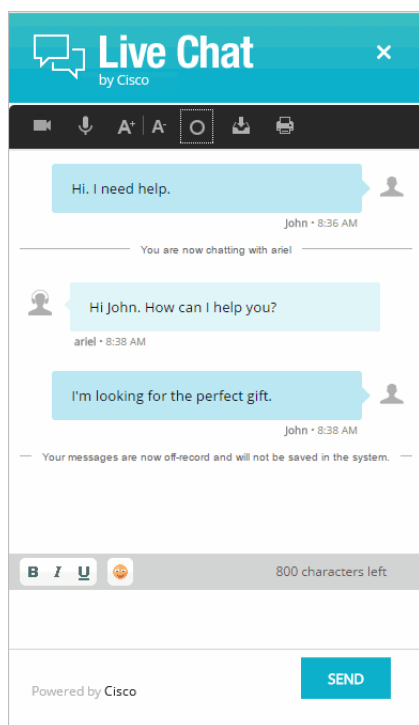 Live Chat
by Cisco
A+ A-
Hi. I need help.
John • 8:36 AM
You are now chatting with ariel
Hi John. How can I help you?
ariel • 8:38 AM
I'm looking for the perfect gift.
John • 8:38 AM
Your messages are now off-record and will not be saved in the system.
B I U 800 characters left
Powered by Cisco
SEND